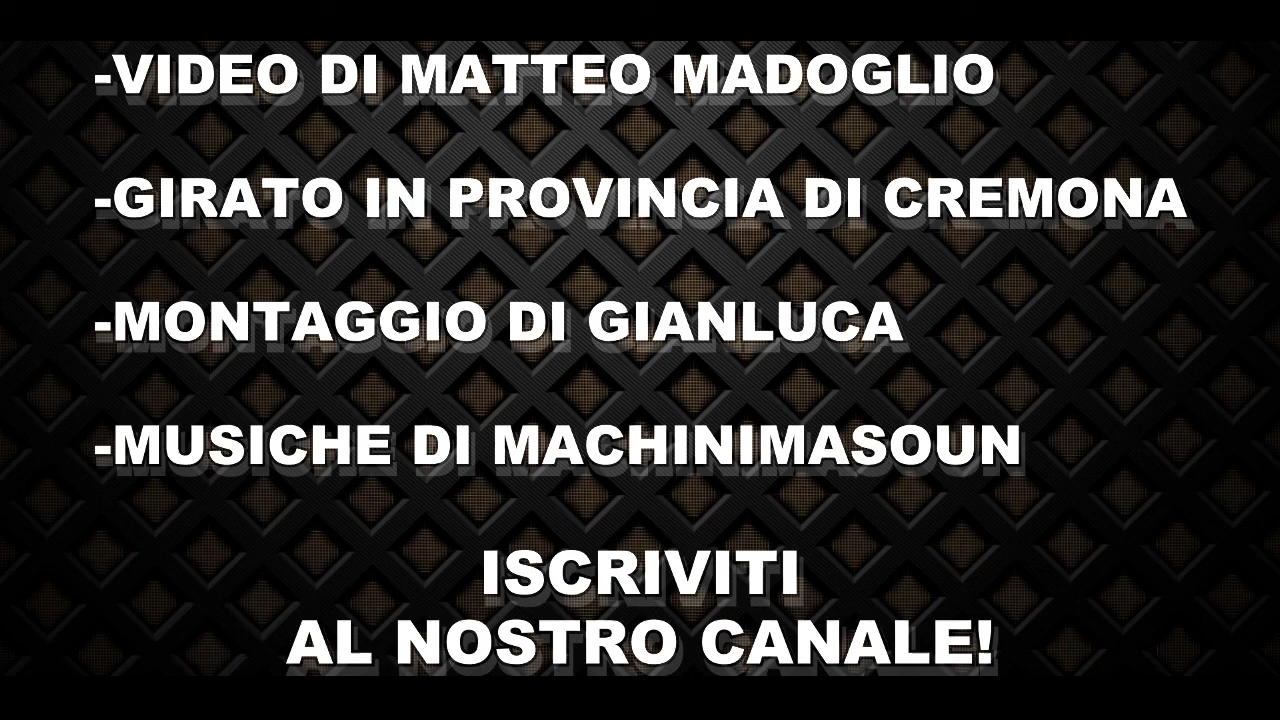 -VIDEO DI MATTEO MADOGLIO
-GIRATO IN PROVINCIA DI CREMONA
-MONTAGGIO DI GIANLUCA
-MUSICHE DI MACHINIMASOUN
ISCRIVITI
AL NOSTRO CANALE!